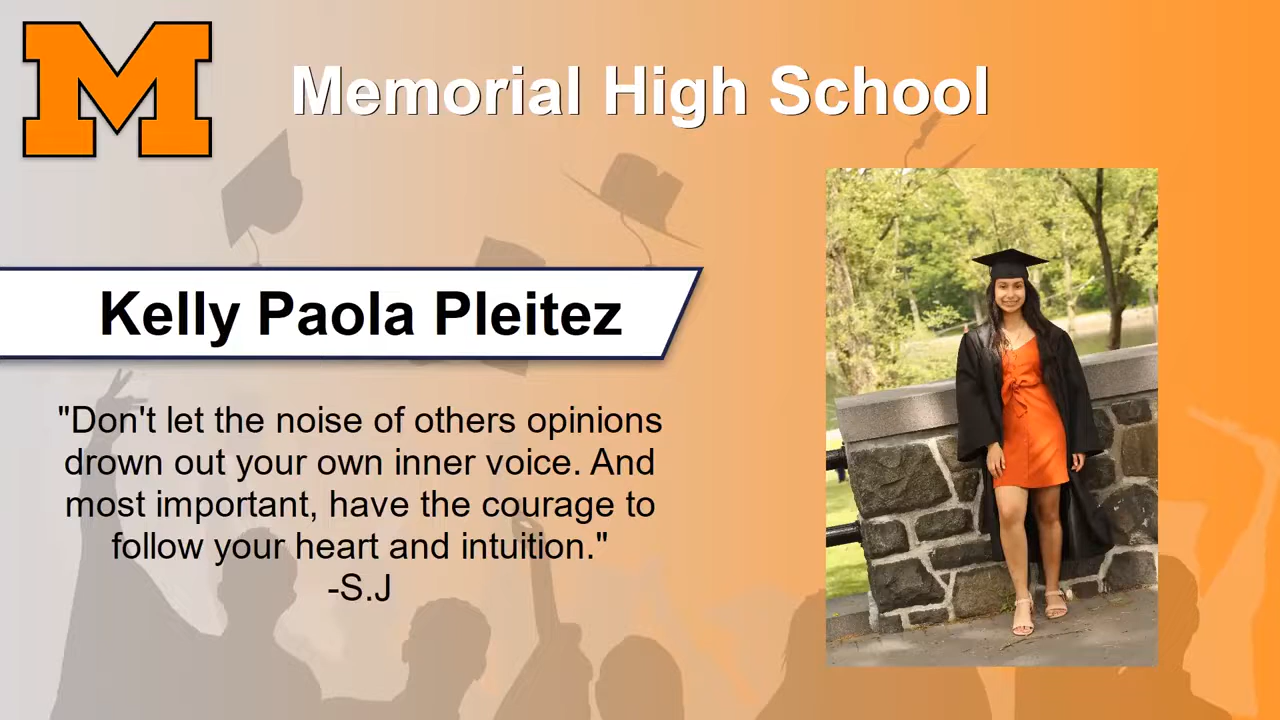 M
Memorial High School
Kelly Paola Pleitez
"Don't let the noise of others opinions
drown out your own inner voice. And
most important, have the courage to
follow your heart and intuition."
-S.J